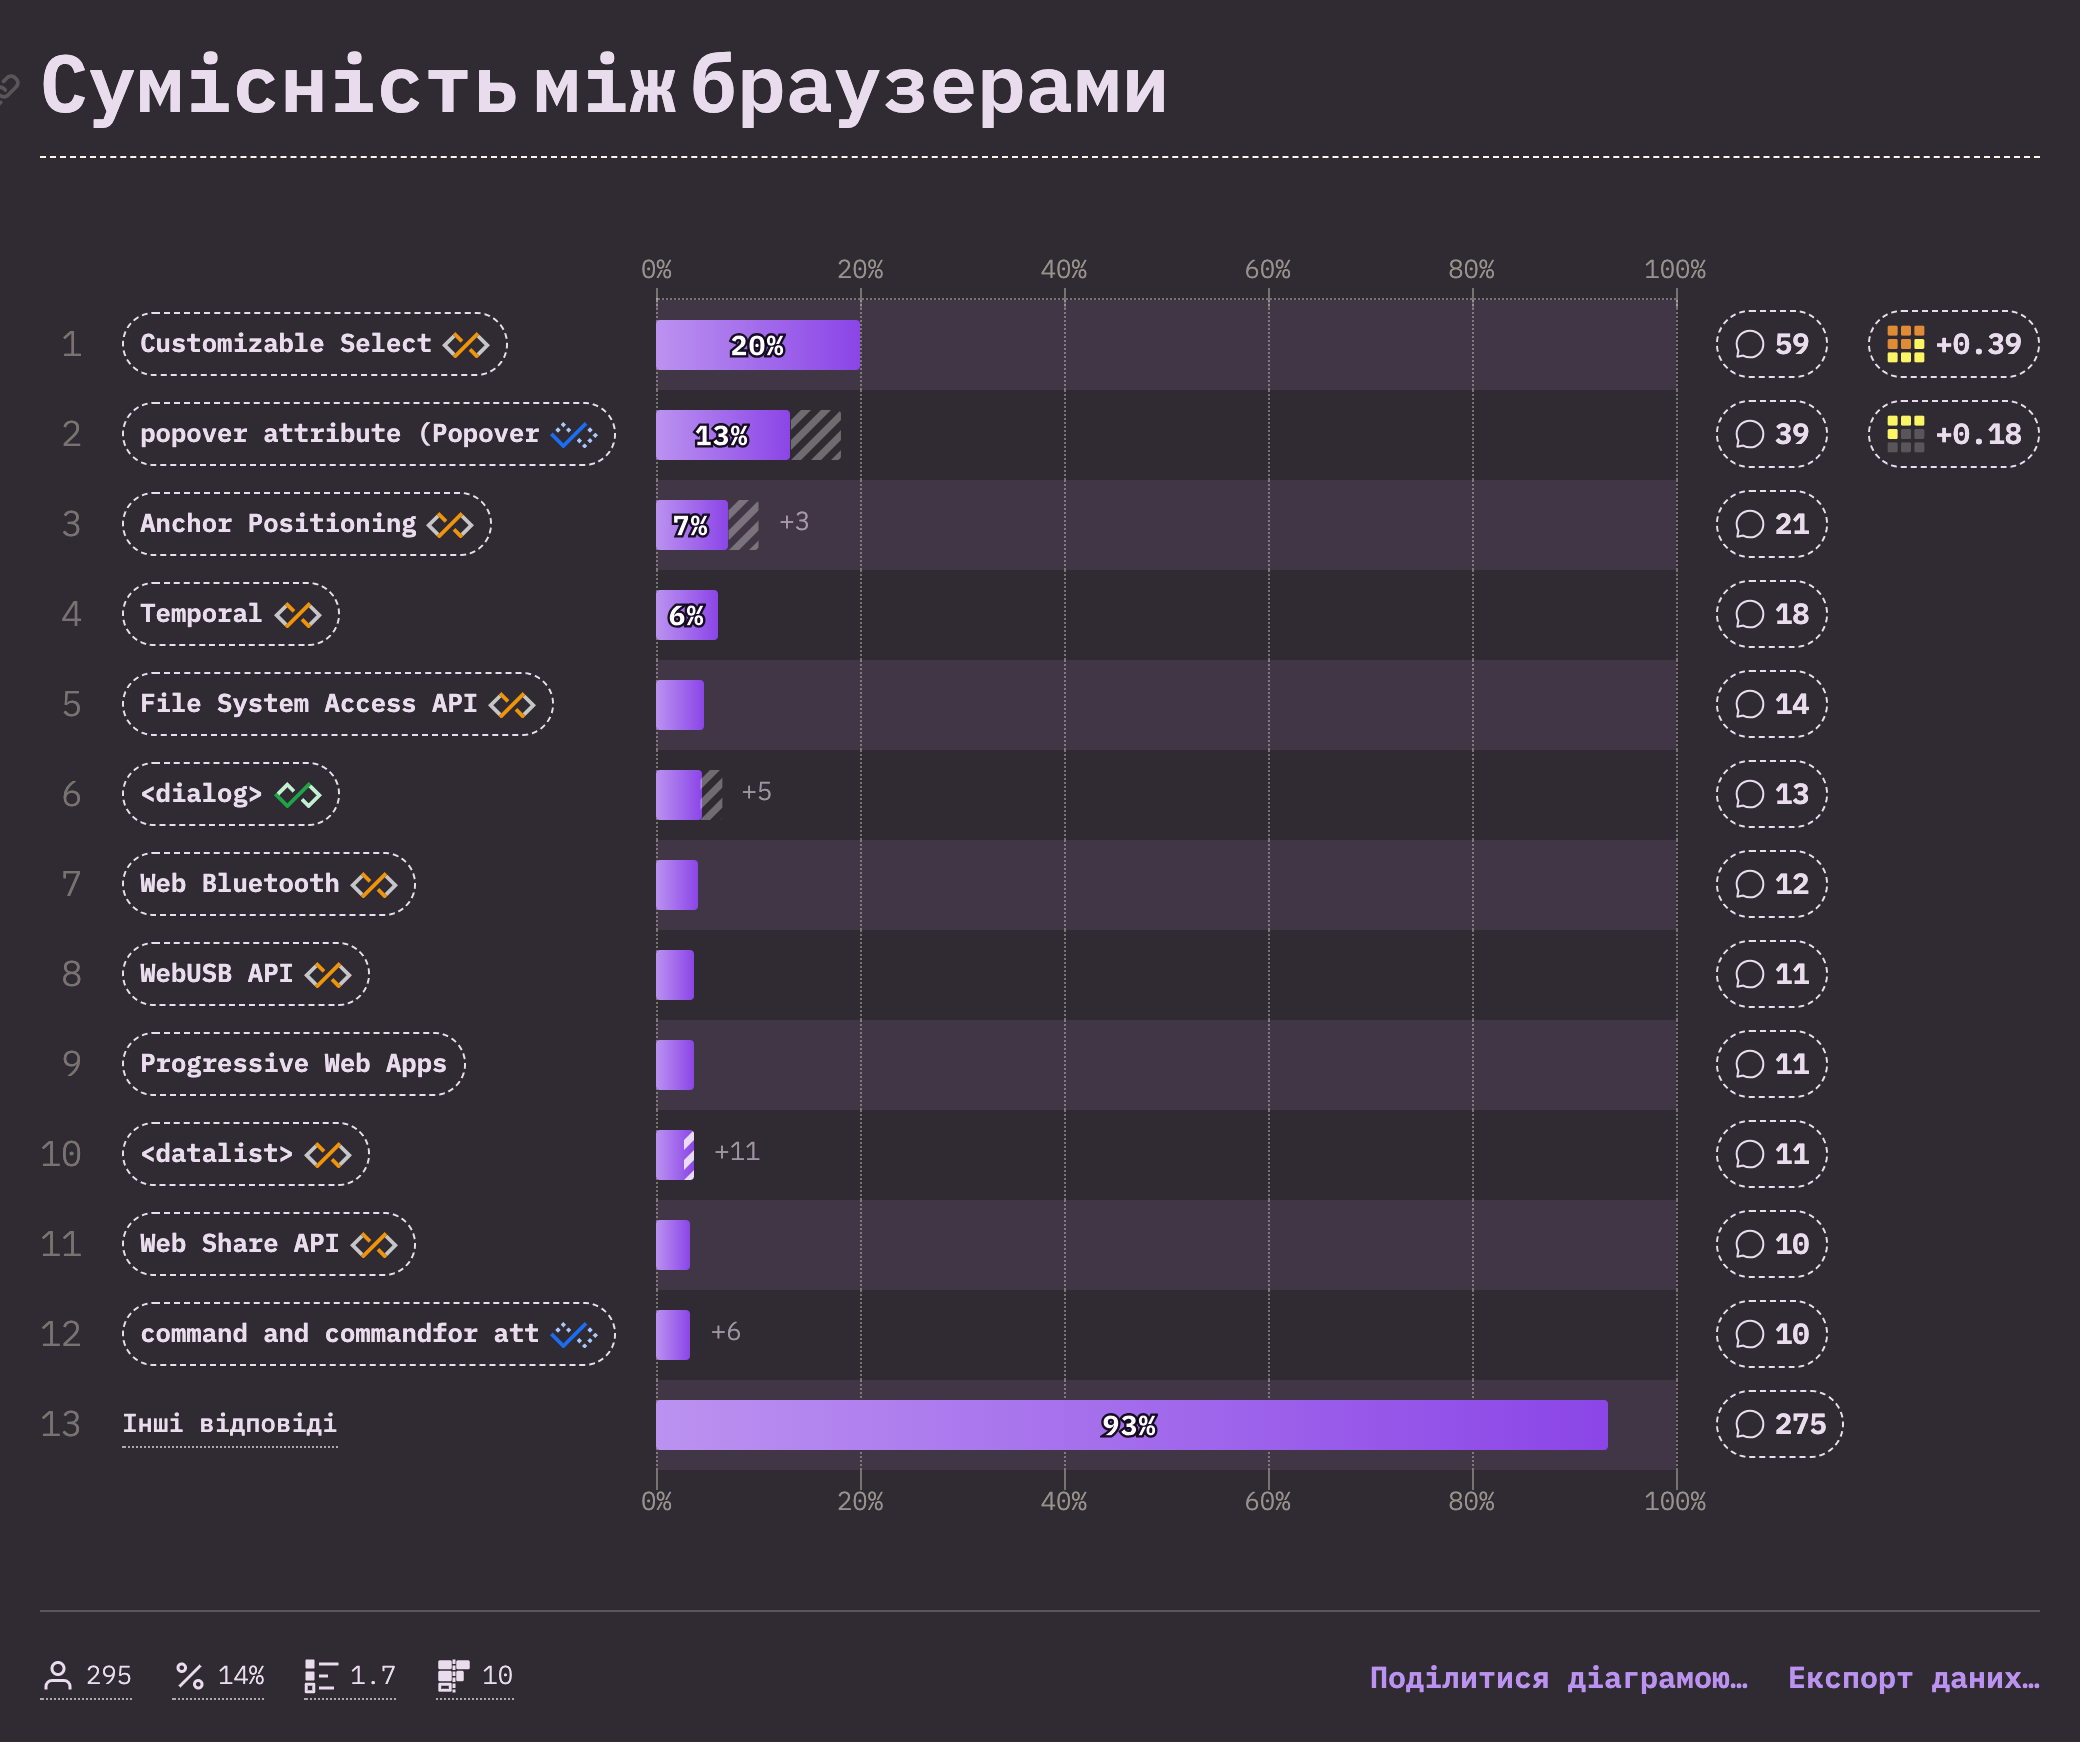 Сумісність між браузерами
0% 20% 40% 60% 80% 100%
1 Customizable Select 20% 59 +0.39
2 popover attribute (Popover 13% 39 +0.18
3 Anchor Positioning 7% +3 21
4 Temporal 6% 18
5 File System Access API 14
6 <dialog> +5 13
7 Web Bluetooth 12
8 WebUSB API 11
9 Progressive Web Apps 11
10 <datalist> +11 11
11 Web Share API 10
12 command and commandfor att +6 10
13 Інші відповіді 93% 275
0% 20% 40% 60% 80% 100%
295 14% 1.7 10 Поділитися діаграмою… Експорт даних…